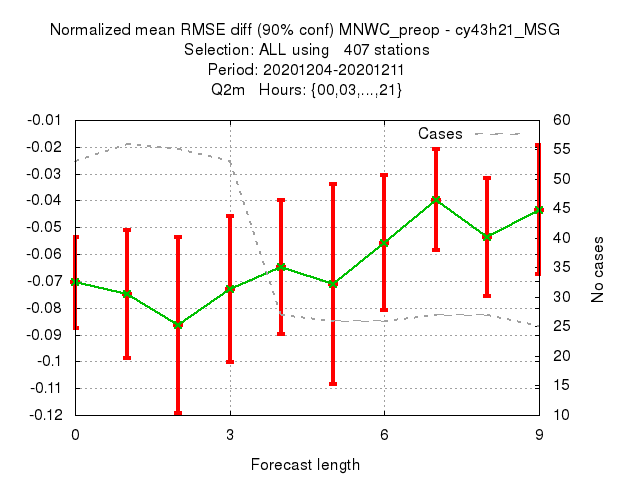 Normalized mean RMSE diff (90% conf) MNWC_preop - cy43h21_MSG
Selection: ALL using   407 stations
Period: 20201204-20201211
Q2m   Hours: {00,03,...,21}
Cases
-0.01
-0.02
-0.03
-0.04
-0.05
-0.06
-0.07
-0.08
-0.09
-0.1
-0.11
-0.12
60
55
50
45
40
35
30
25
20
15
10
No cases
0 3 6 9
Forecast length